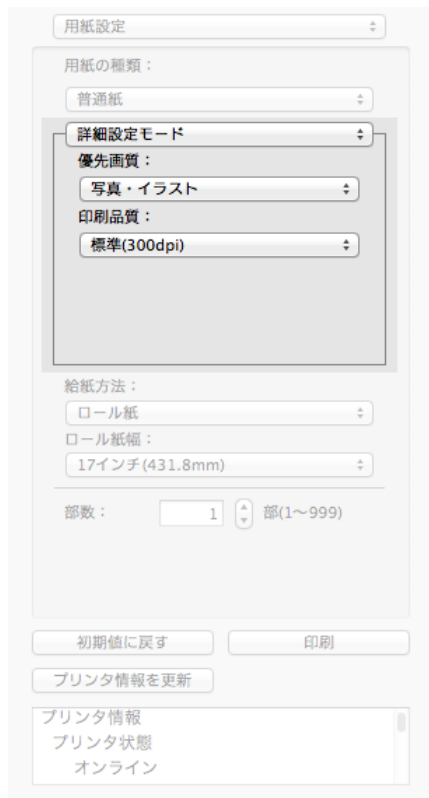 用紙設定
用紙の種類：
普通紙
詳細設定モード
優先画質：
写真・イラスト
印刷品質：
標準(300dpi)
給紙方法：
ロール紙
ロール紙幅：
17インチ(431.8mm)
部数： 1 部(1〜999)
初期値に戻す 印刷
プリンタ情報を更新
プリンタ情報
プリンタ状態
オンライン